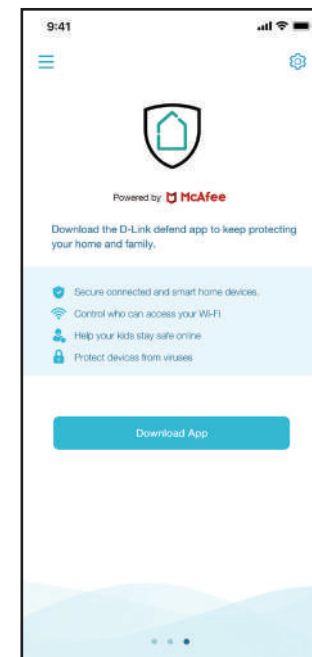 9:41
Powered by McAfee
Download the D-Link defend app to keep protecting
your home and family.
Secure connected and smart home devices.
Control who can access your Wi-Fi
Help your kids stay safe online
Protect devices from viruses
Download App